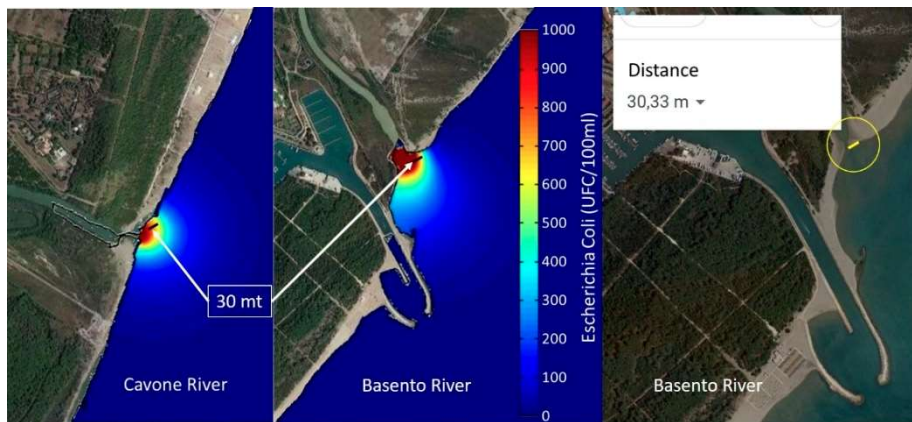 30 mt
Cavone River
Basento River
1000
900
800
700
600
500
400
300
200
100
0
Escherichia Coli (UFC/100ml)
Distance
30,33 m
Basento River